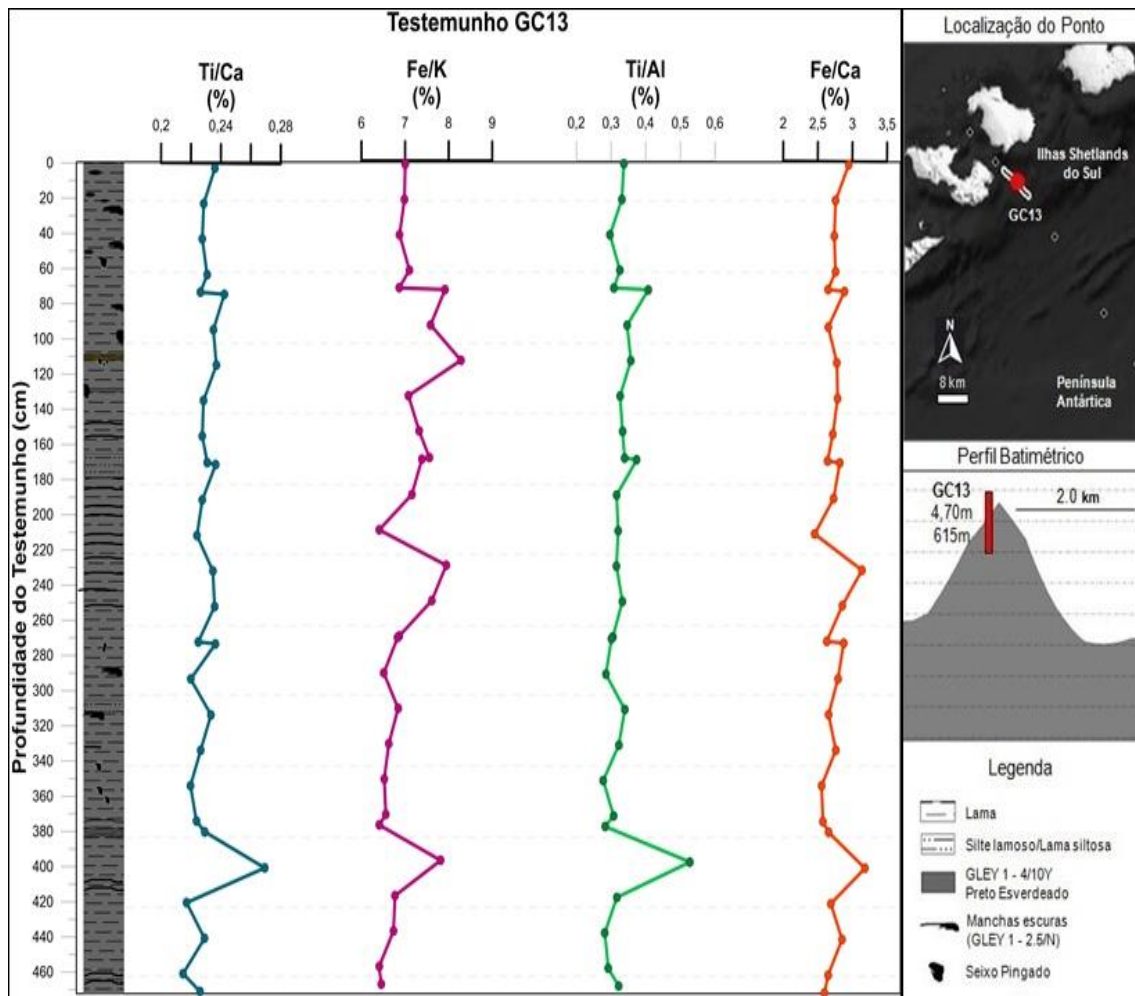 Testemunho GC13
Ti/Ca
(%)
Fe/K
(%)
Ti/Al
(%)
Fe/Ca
(%)
0,2 0,24 0,28
6 7 8 9
0,2 0,3 0,4 0,5 0,6
2 2,5 3 3,5
Profundidade do Testemunho (cm)
0
20
40
60
80
100
120
140
160
180
200
220
240
260
280
300
320
340
360
380
400
420
440
460
Localização do Ponto
Ilhas Shetlands
do Sul
GC13
N
8 km
Península
Antártica
Perfil Batimétrico
GC13
4,70m
615m
2.0 km
Legenda
Lama
Silte lamoso/Lama siltosa
GLEY 1 - 4/10Y
Preto Esverdeado
Manchas escuras
(GLEY 1 - 2.5/N)
Seixo Pingado